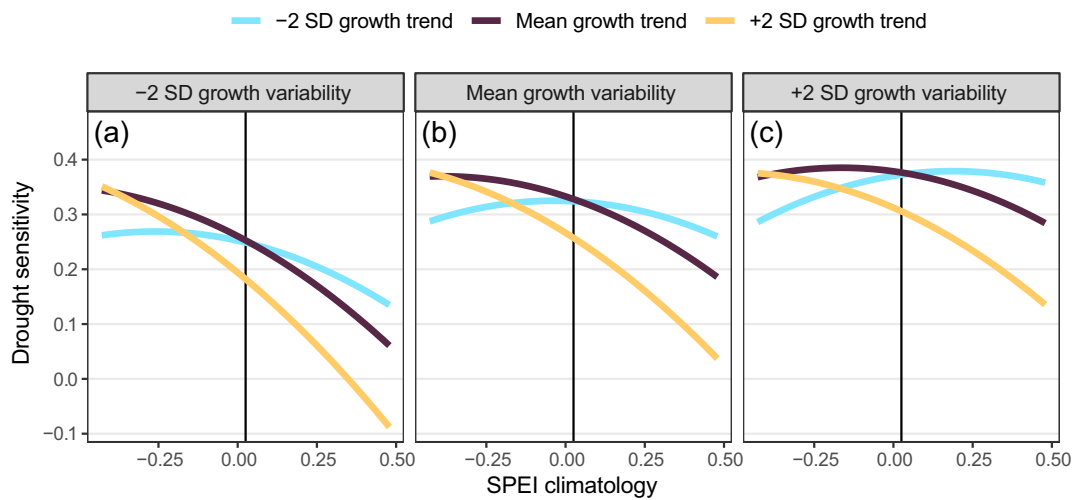 −2 SD growth trend Mean growth trend +2 SD growth trend
−2 SD growth variability Mean growth variability +2 SD growth variability
(a) (b) (c)
Drought sensitivity
0.4
0.3
0.2
0.1
0.0
−0.1
−0.25 0.00 0.25 0.50 −0.25 0.00 0.25 0.50 −0.25 0.00 0.25 0.50
SPEI climatology